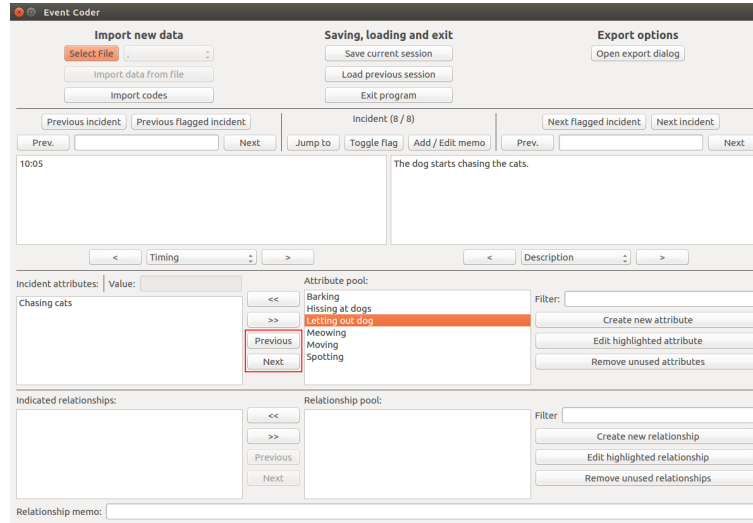 Event Coder
Import new data
Saving, loading and exit
Export options
Select File
Save current session
Open export dialog
Import data from file
Load previous session
Import codes
Exit program
Previous incident
Previous flagged incident
Incident (8 / 8)
Next flagged incident
Next incident
Prev.
Next
Jump to
Toggle flag
Add / Edit memo
Prev.
Next
10:05
The dog starts chasing the cats.
<
Timing
>
<
Description
>
Incident attributes:
Value:
Attribute pool:
Chasing cats
<<
>>
Previous
Next
Barking
Hissing at dogs
Letting out dog
Meowing
Moving
Spotting
Filter:
Create new attribute
Edit highlighted attribute
Remove unused attributes
Indicated relationships:
Relationship pool:
<<
>>
Previous
Next
Filter
Create new relationship
Edit highlighted relationship
Remove unused relationships
Relationship memo: